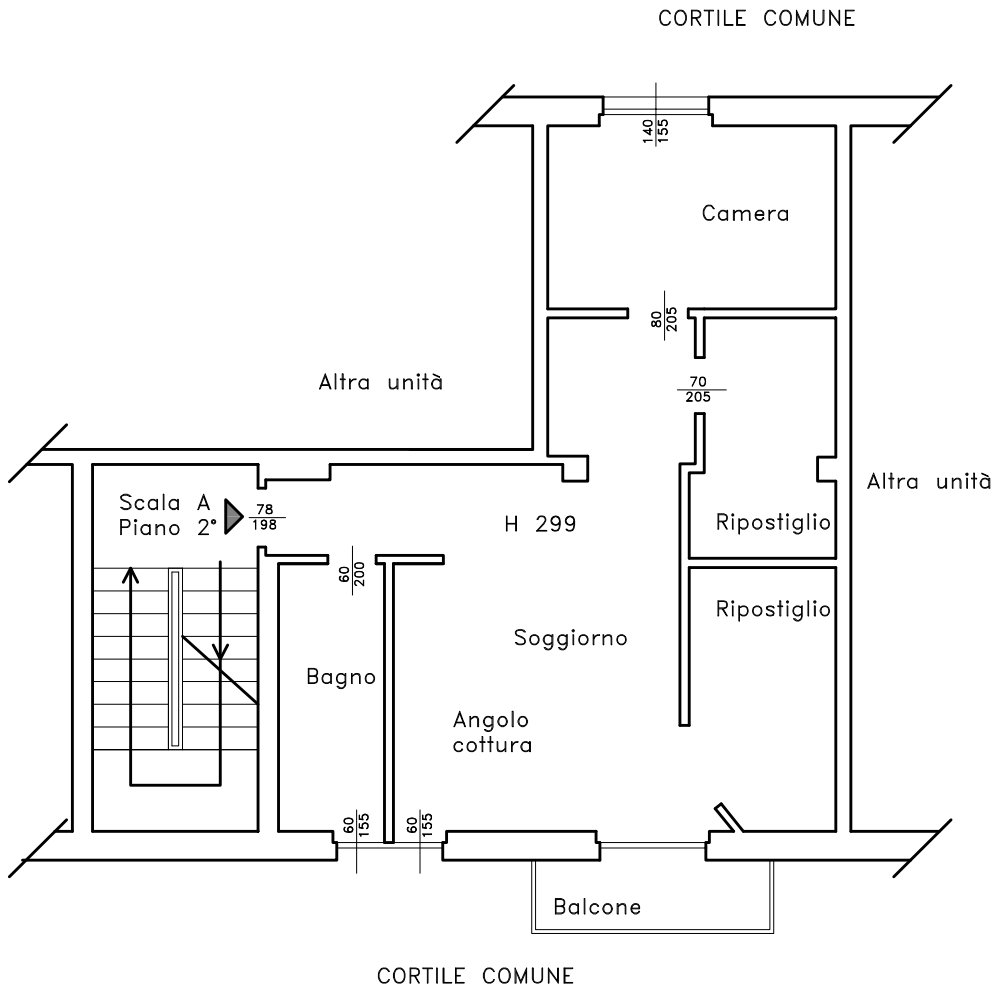 CORTILE COMUNE
140
155
Camera
80
205
Altra unità
70
205
Altra unità
Scala A
Piano 2°
78
198
H 299
Ripostiglio
60
200
Ripostiglio
Soggiorno
Bagno
Angolo
cottura
60
155
60
155
Balcone
CORTILE COMUNE